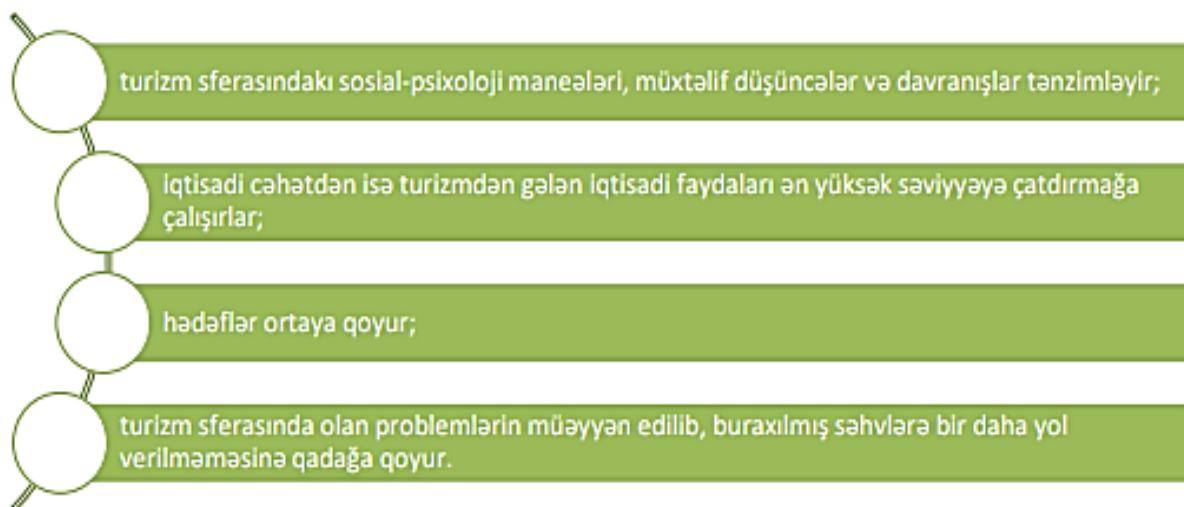 turizm sferasındakı sosial-psixoloji maneələri, müxtəlif düşüncələr və davranışlar tənzimləyir;
iqtisadi cəhətdən isə turizmdən gələn iqtisadi faydaları ən yüksək səviyyəyə çatdırmağa
çalışırlar;
hədəflər ortaya qoyur;
turizm sferasında olan problemlərin müəyyən edilib, buraxılmış səhvlərə bir daha yol
verilməməsinə qadağa qoyur.